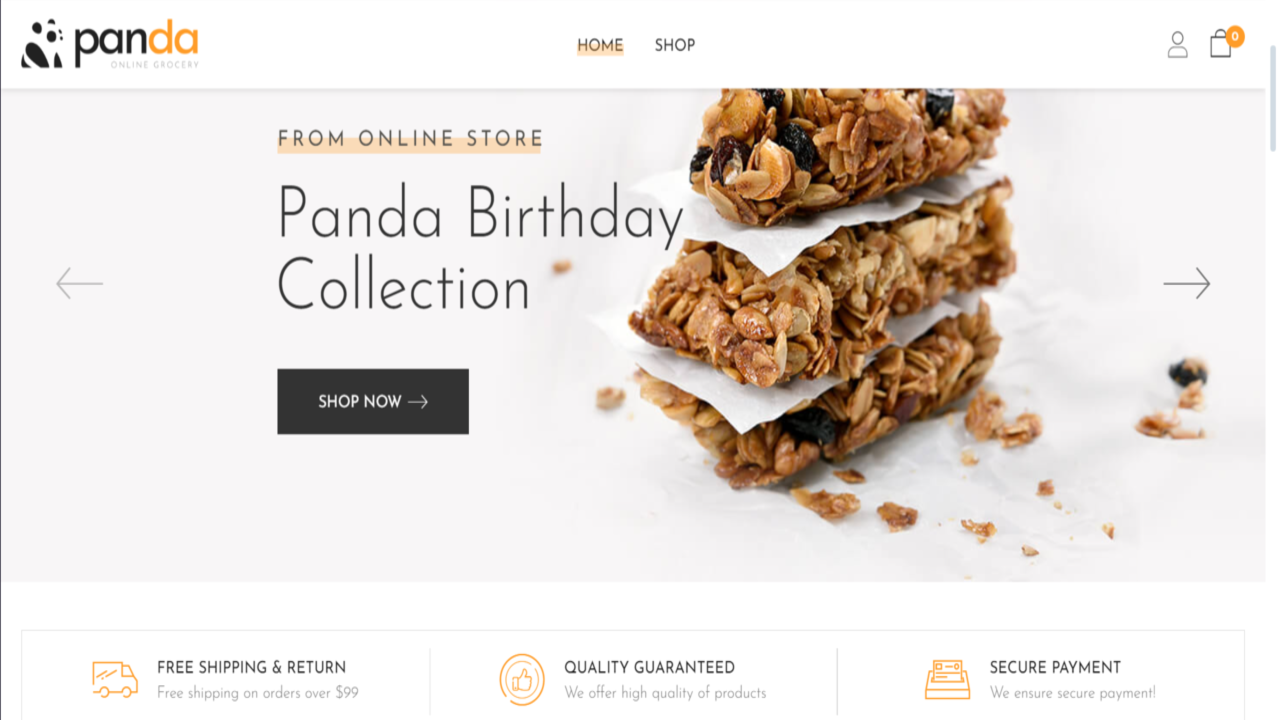 panda
ONLINE GROCERY
HOME
SHOP
0
FROM ONLINE STORE
Panda Birthday
Collection
SHOP NOW
FREE SHIPPING & RETURN
Free shipping on orders over $99
QUALITY GUARANTEED
We offer high quality of products
SECURE PAYMENT
We ensure secure payment!